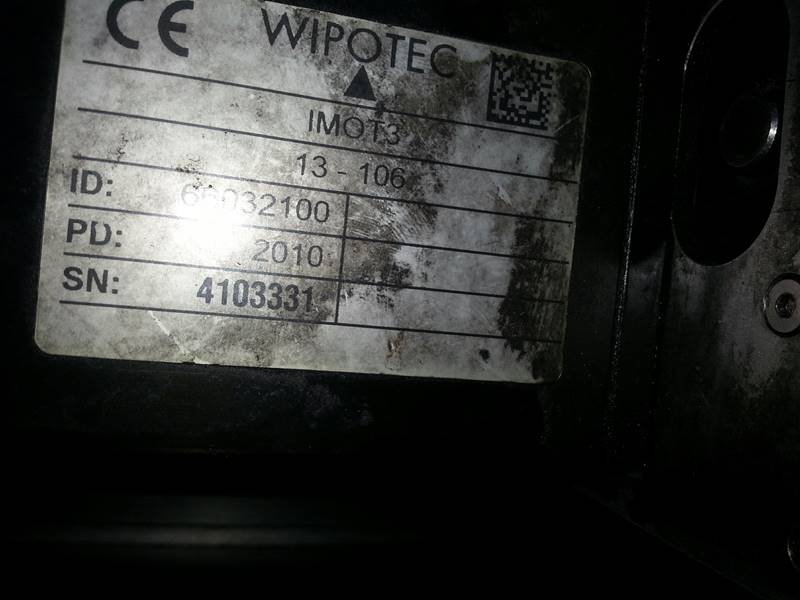 CE WIPOTEC
IMOT3
13 - 106
ID:
PD: 2010
SN: 4103331